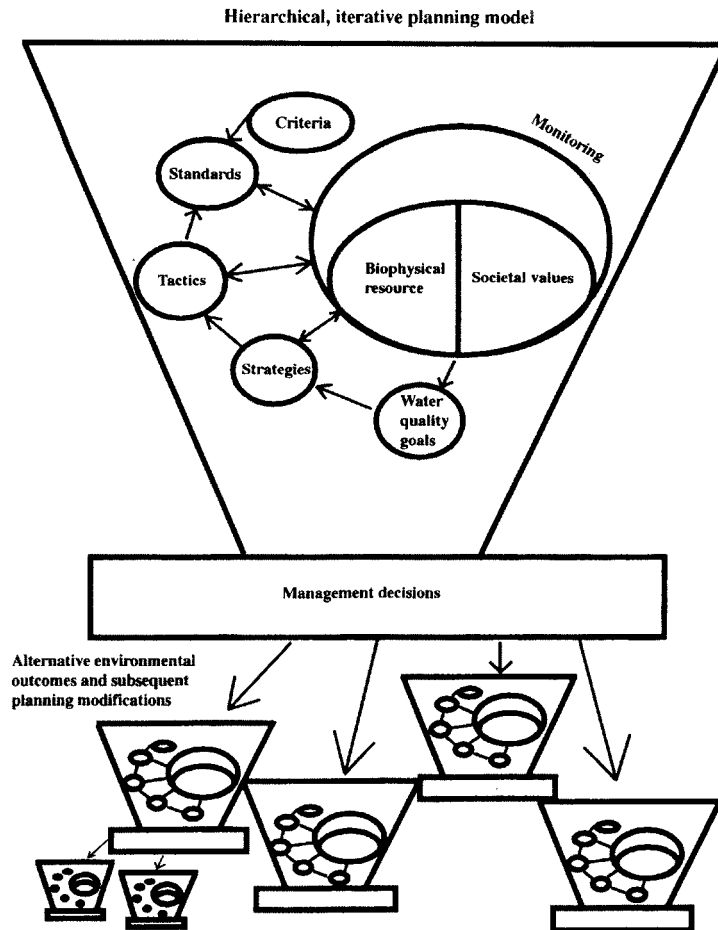 Hierarchical, iterative planning model
Criteria
Monitoring
Standards
Tactics
Biophysical
resource
Societal values
Strategies
Water
quality
goals
Management decisions
Alternative environmental
outcomes and subsequent
planning modifications